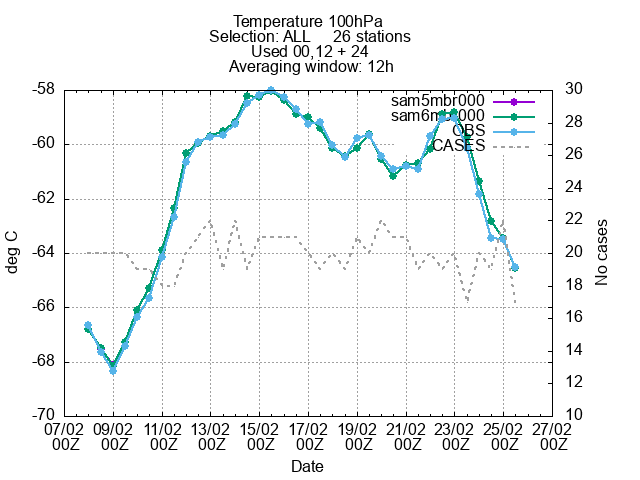 Temperature 100hPa
Selection: ALL 26 stations
Used 00,12 + 24
Averaging window: 12h
sam5mbr000
OBS
CASES
-58
-60
-62
-64
-66
-68
-70
30
28
26
24
22
20
18
16
14
12
10
deg C
No cases
07/02 09/02 11/02 13/02 15/02 17/02 19/02 21/02 23/02 25/02 27/02
00Z 00Z 00Z 00Z 00Z 00Z 00Z 00Z 00Z 00Z 00Z
Date